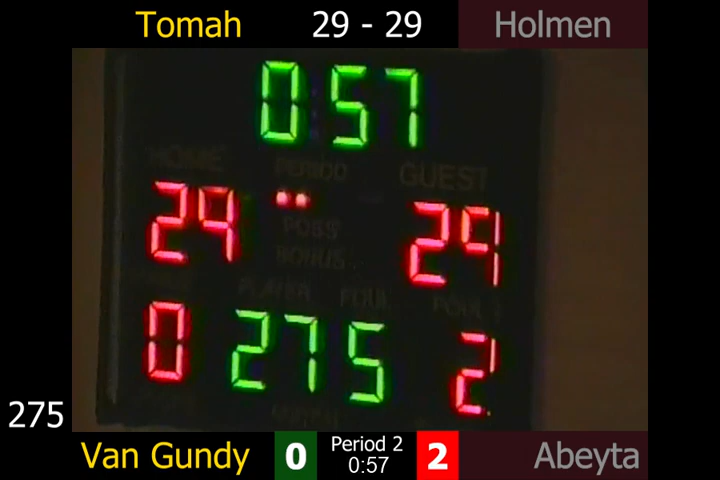 Tomah 29 - 29 Holmen
0:57
HOME PERIOD GUEST
29 29
POSS
BONUS
PLAYER FOUL
0 275 2
275
Van Gundy 0 Period 2 2 Abeyta
0:57